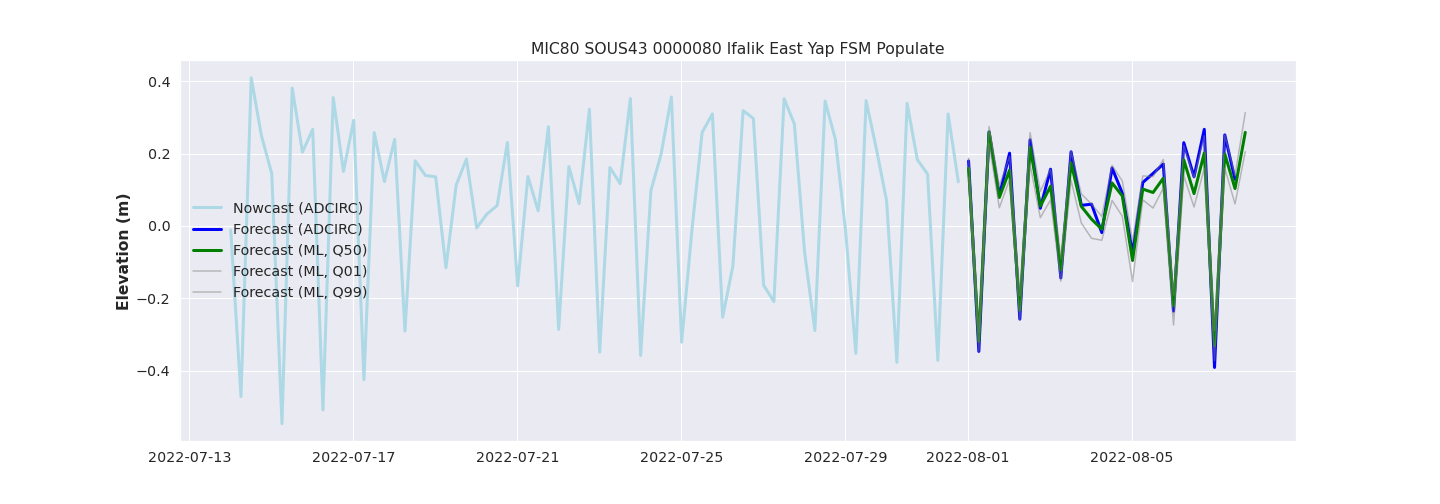 MIC80 SOUS43 0000080 Ifalik East Yap FSM Populate
Elevation (m)
0.4
0.2
0.0
−0.2
−0.4
Nowcast (ADCIRC)
Forecast (ADCIRC)
Forecast (ML, Q50)
Forecast (ML, Q01)
Forecast (ML, Q99)
2022-07-13 2022-07-17 2022-07-21 2022-07-25 2022-07-29 2022-08-01 2022-08-05